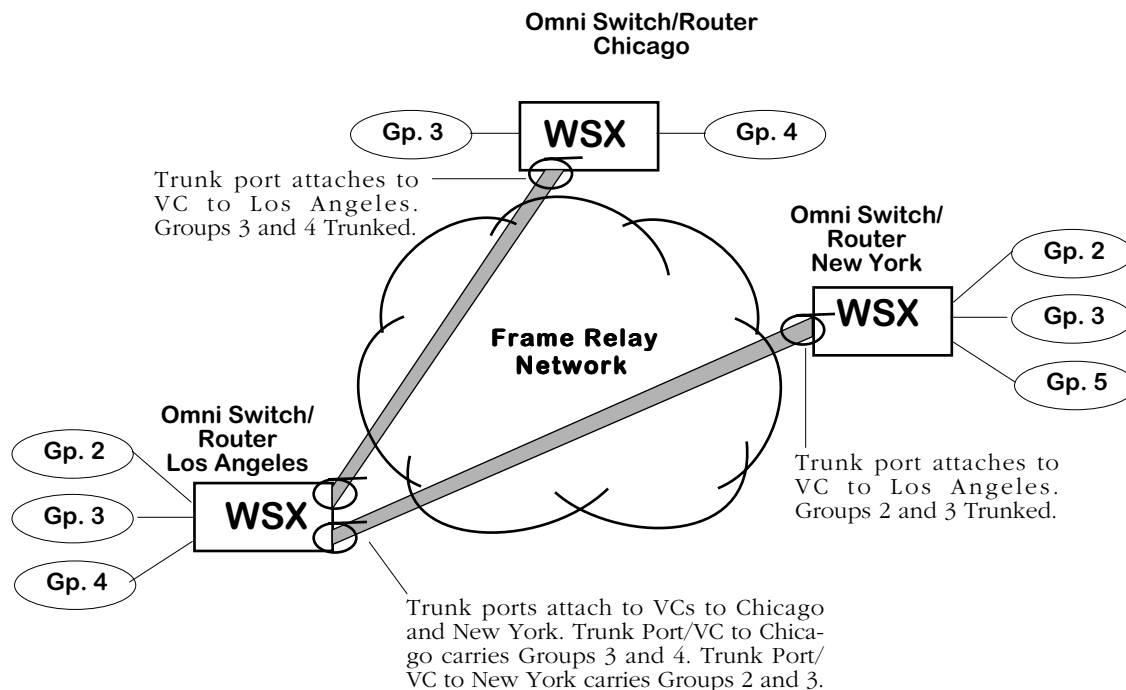 Omni Switch/Router
Chicago
Gp. 3
WSX
Gp. 4
Trunk port attaches to
VC to Los Angeles.
Groups 3 and 4 Trunked.
Omni Switch/
Router
New York
WSX
Gp. 2
Gp. 3
Gp. 5
Frame Relay
Network
Omni Switch/
Router
Los Angeles
Gp. 2
Gp. 3
Gp. 4
WSX
Trunk port attaches to
VC to Los Angeles.
Groups 2 and 3 Trunked.
Trunk ports attach to VCs to Chicago
and New York. Trunk Port/VC to Chica-
go carries Groups 3 and 4. Trunk Port/
VC to New York carries Groups 2 and 3.